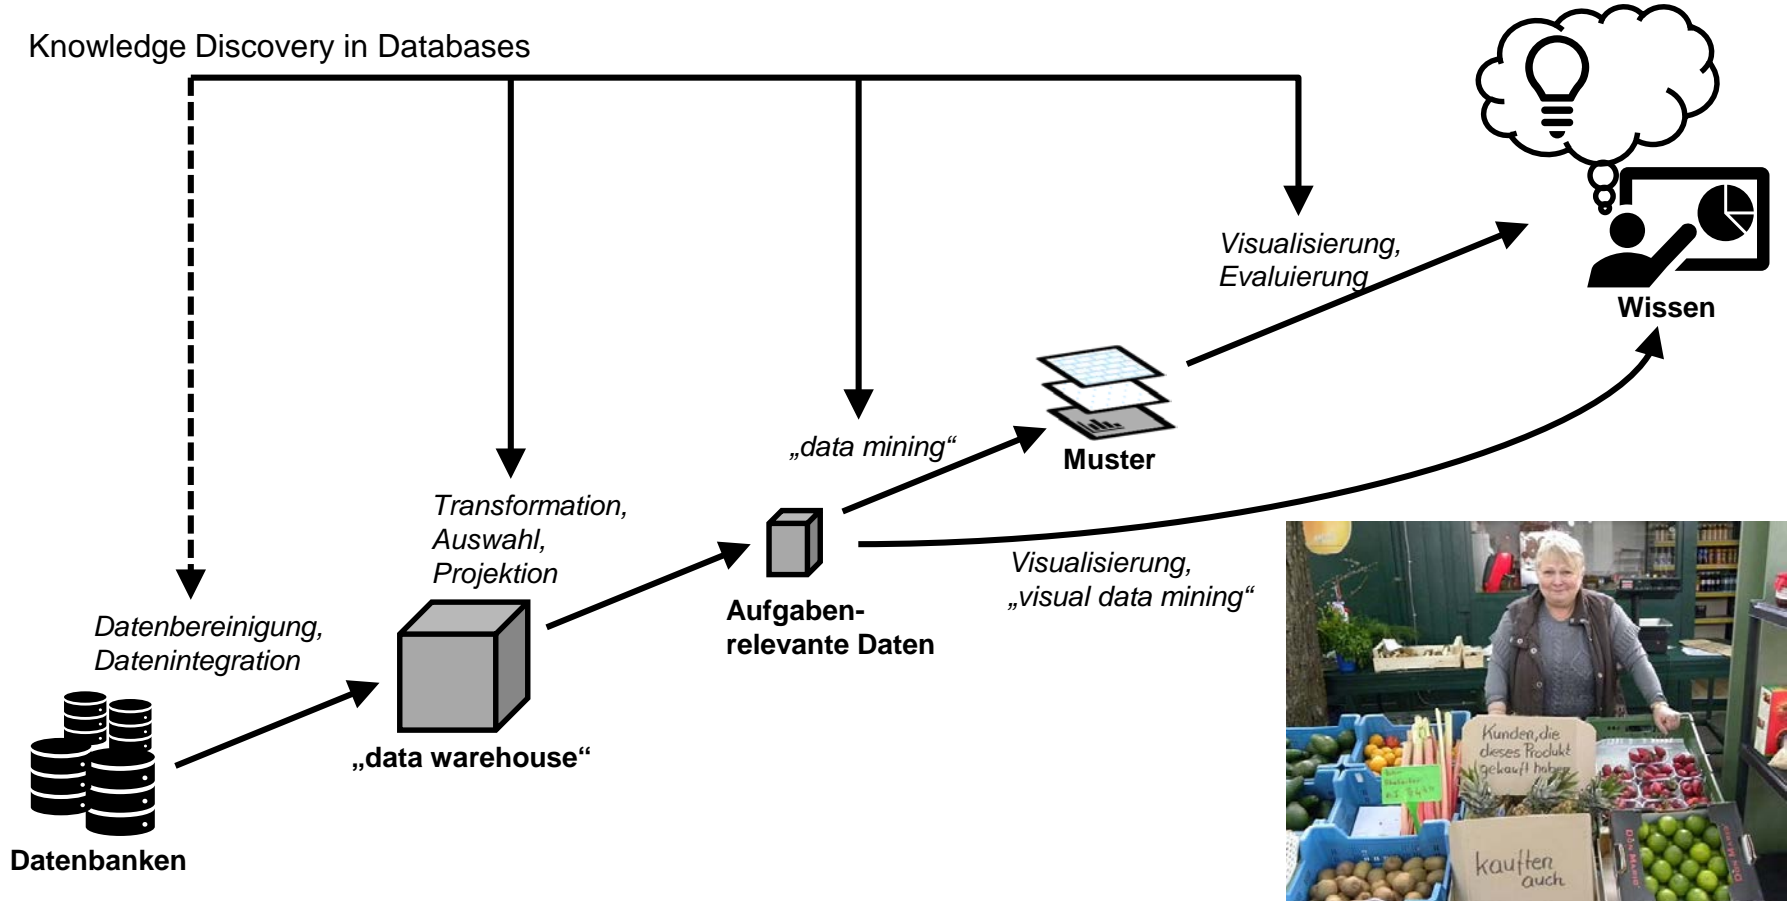 Knowledge Discovery in Databases
Visualisierung,
Evaluierung
Wissen
„data mining“
Muster
Transformation,
Auswahl,
Projektion
Visualisierung,
„visual data mining“
Aufgaben-
relevante Daten
Datenbereinigung,
Datenintegration
„data warehouse“
Datenbanken
Kunden, die
dieses Produkt
gekauft haben
kauften
auch